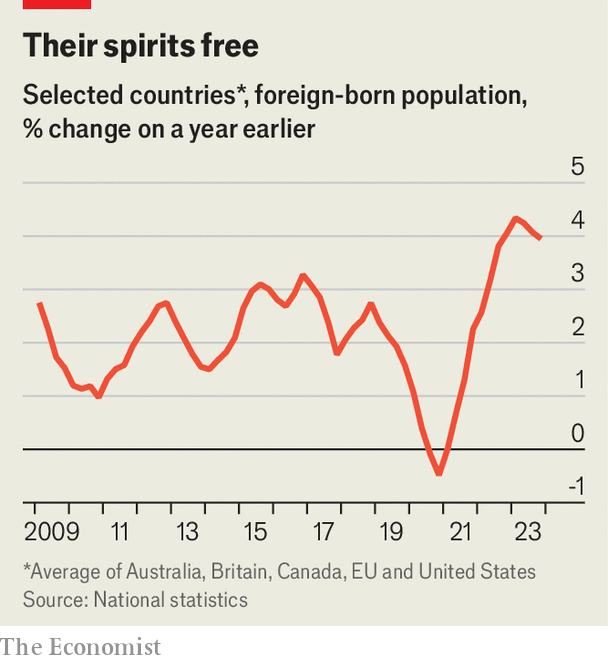 Their spirits free
Selected countries*, foreign-born population,
% change on a year earlier
5
4
3
2
1
0
-1
2009 11 13 15 17 19 21 23
*Average of Australia, Britain, Canada, EU and United States
Source: National statistics
The Economist